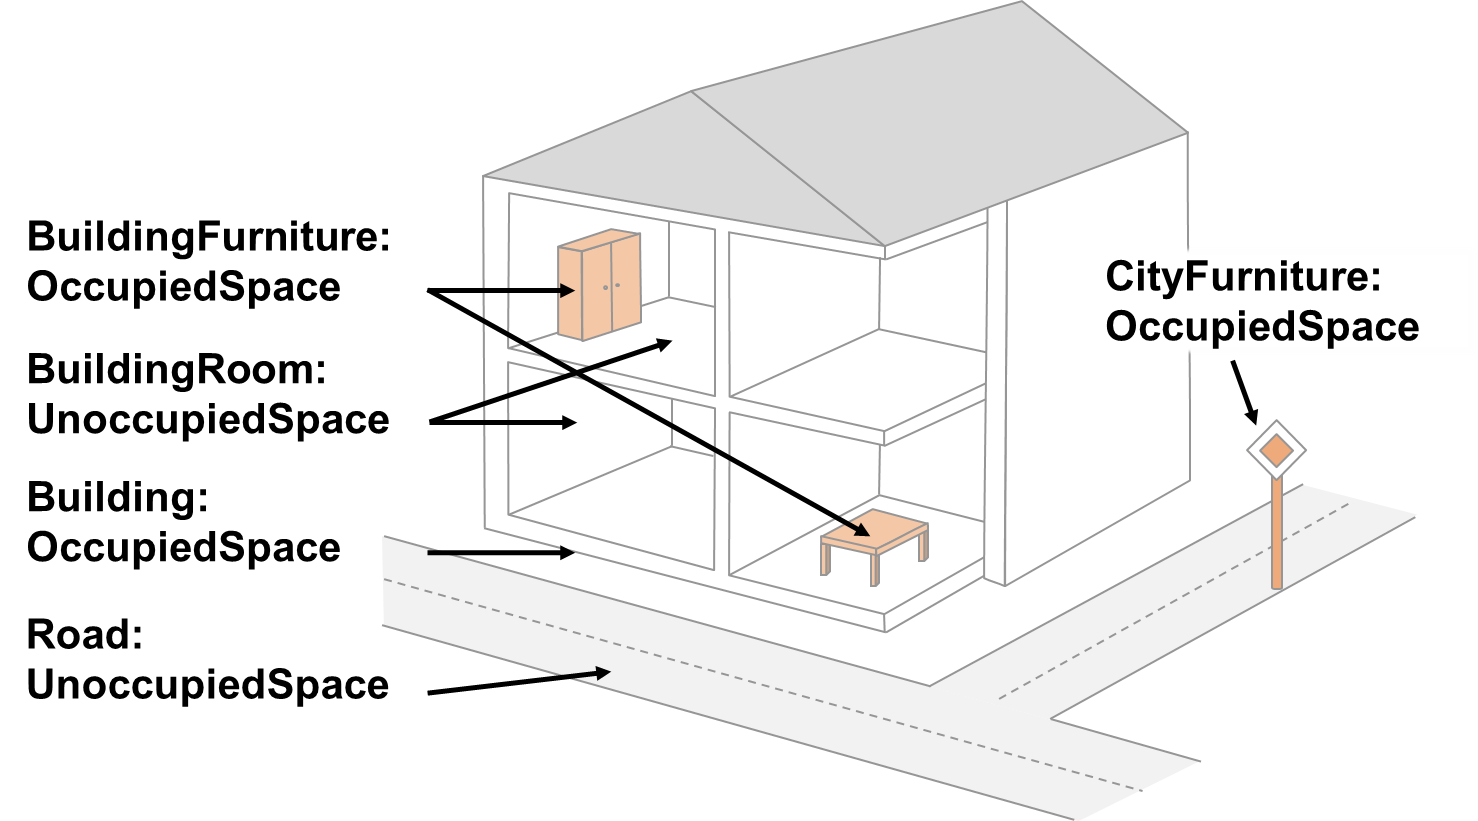 BuildingFurniture:
OccupiedSpace
BuildingRoom:
UnoccupiedSpace
Building:
OccupiedSpace
Road:
UnoccupiedSpace
CityFurniture:
OccupiedSpace